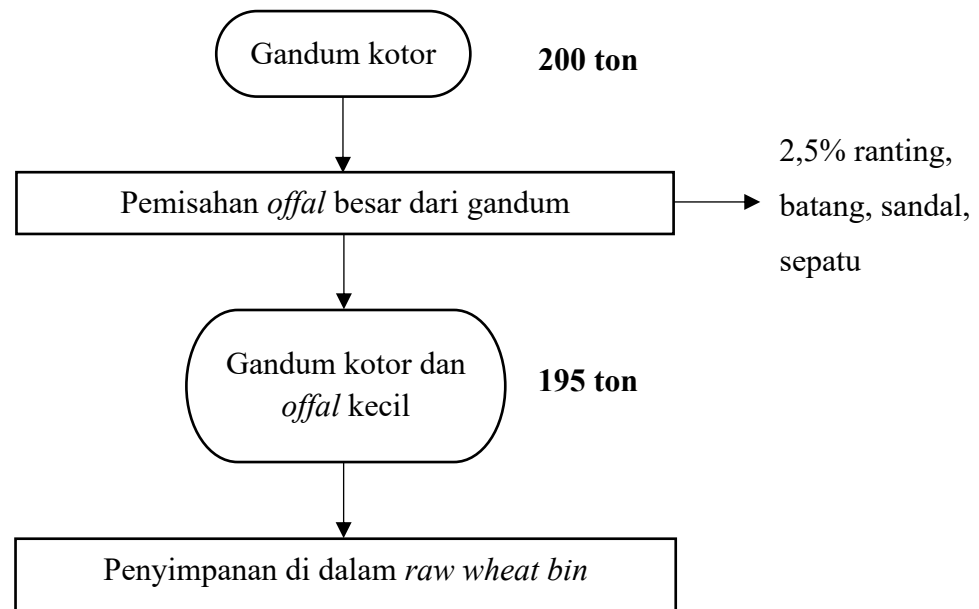 Gandum kotor
200 ton
Pemisahan offal besar dari gandum
2,5% ranting,
batang, sandal,
sepatu
Gandum kotor dan
offal kecil
195 ton
Penyimpanan di dalam raw wheat bin